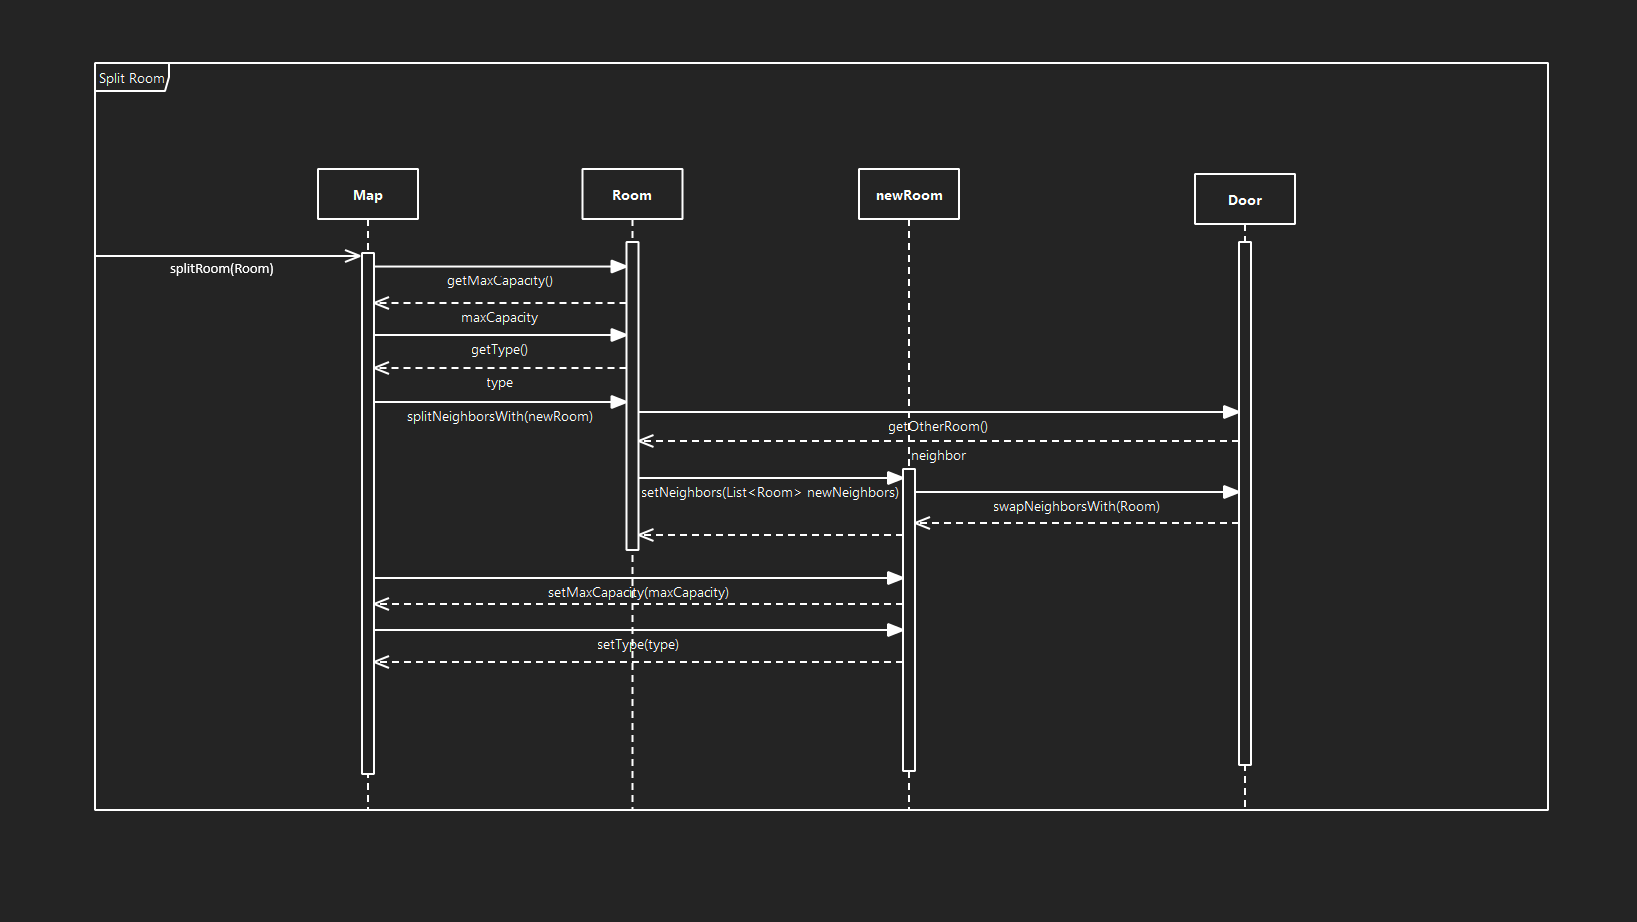 Split Room
Map
Room
newRoom
Door
splitRoom(Room)
getMaxCapacity()
maxCapacity
getType()
type
splitNeighborsWith(newRoom)
getOtherRoom()
neighbor
setNeighbors(List<Room> newNeighbors)
swapNeighborsWith(Room)
setMaxCapacity(maxCapacity)
setType(type)